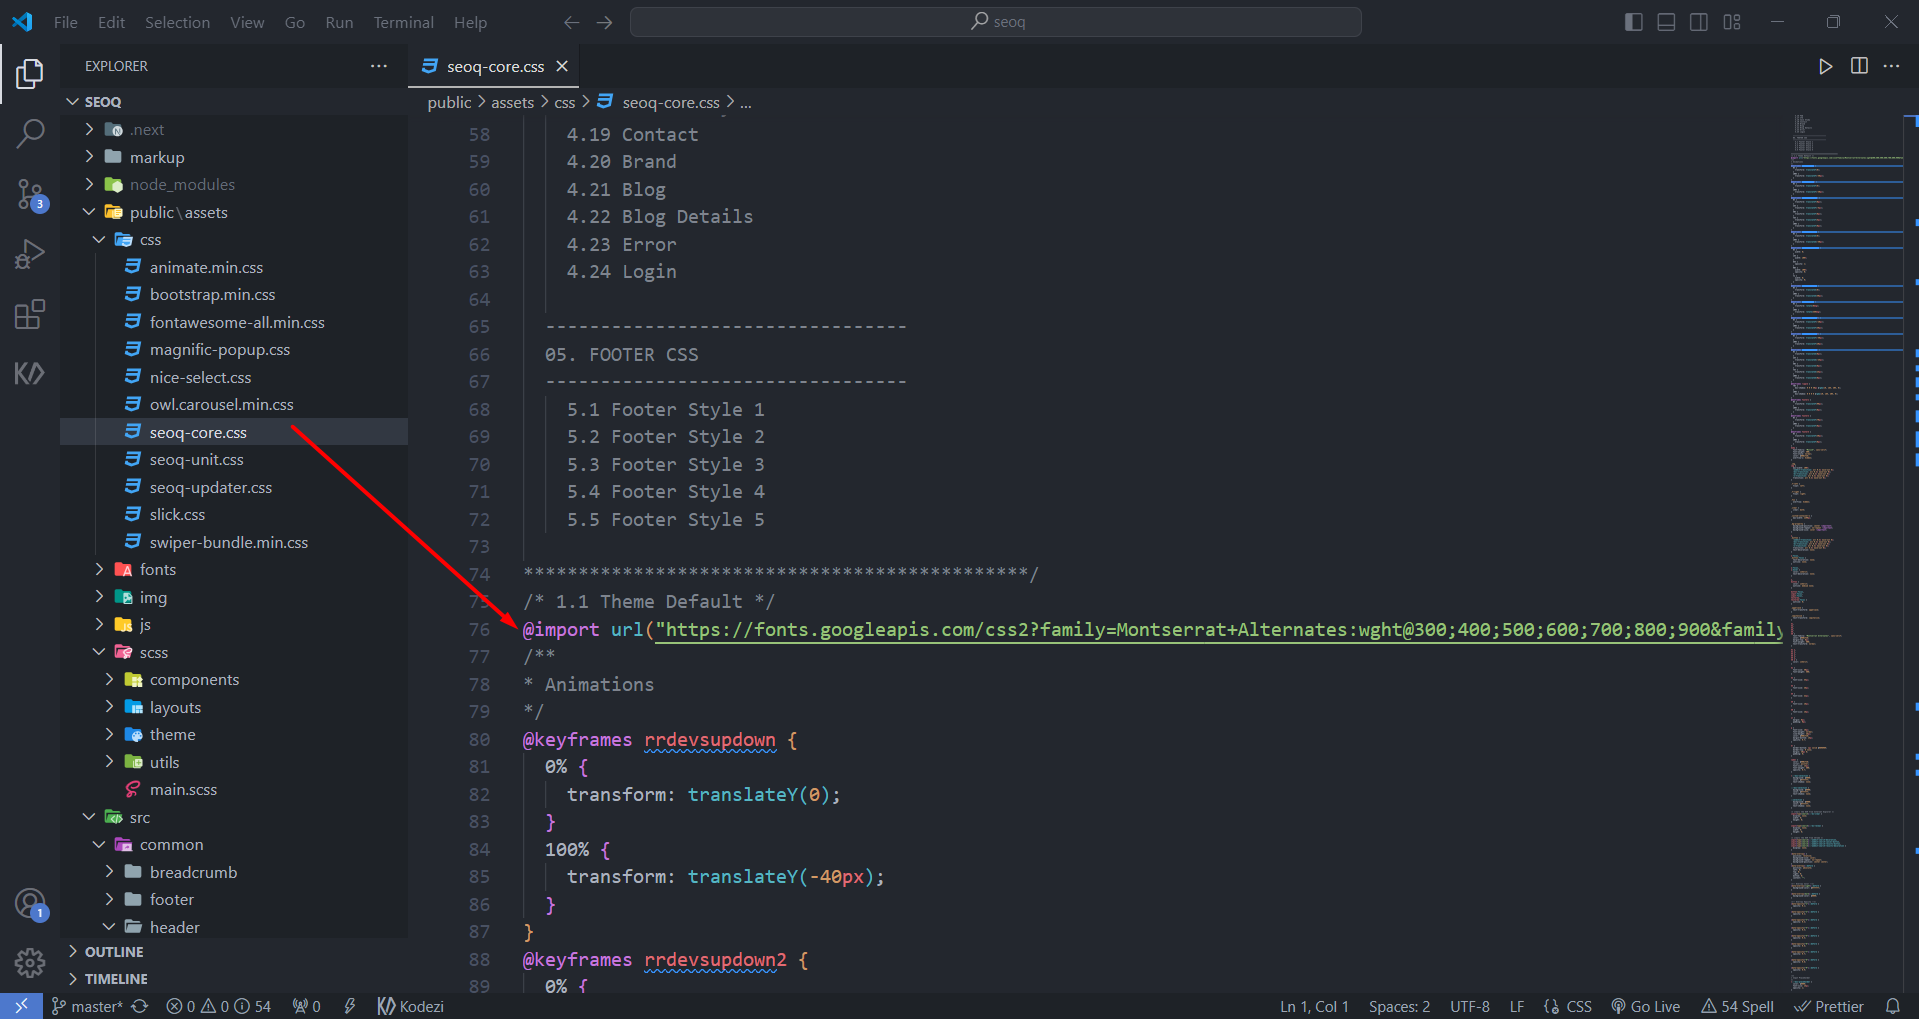 File Edit Selection View Go Run Terminal Help
seoq
EXPLORER
seoq-core.css
SEOQ
public > assets > css > seoq-core.css > ...
.next
markup
node_modules
public\assets
css
animate.min.css
bootstrap.min.css
fontawesome-all.min.css
magnific-popup.css
nice-select.css
owl.carousel.min.css
seoq-core.css
seoq-unit.css
seoq-updater.css
slick.css
swiper-bundle.min.css
fonts
img
js
scss
components
layouts
theme
utils
main.scss
src
common
breadcrumb
footer
header
OUTLINE
TIMELINE
3
1
58 4.19 Contact
59 4.20 Brand
60 4.21 Blog
61 4.22 Blog Details
62 4.23 Error
63 4.24 Login
64
65 ---------------------------------
66 05. FOOTER CSS
67 ---------------------------------
68 5.1 Footer Style 1
69 5.2 Footer Style 2
70 5.3 Footer Style 3
71 5.4 Footer Style 4
72 5.5 Footer Style 5
73
74 **********************************************/
75 /* 1.1 Theme Default */
76 @import url("https://fonts.googleapis.com/css2?family=Montserrat+Alternates:wght@300;400;500;600;700;800;900&family
77 /**
78 * Animations
79 */
80 @keyframes rrdevsupdown {
81 0% {
82 transform: translateY(0);
83 }
84 100% {
85 transform: translateY(-40px);
86 }
87 }
88 @keyframes rrdevsupdown2 {
89 0% {
master* 0 0 54 0 Kodezi
Ln 1, Col 1 Spaces: 2 UTF-8 LF {} CSS Go Live 54 Spell Prettier